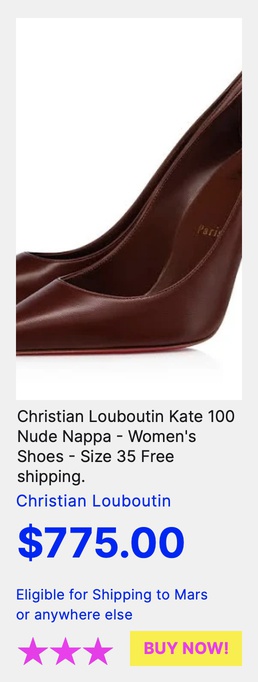 Paris
Christian Louboutin Kate 100
Nude Nappa - Women's
Shoes - Size 35 Free
shipping.
Christian Louboutin
$775.00
Eligible for Shipping to Mars
or anywhere else
BUY NOW!